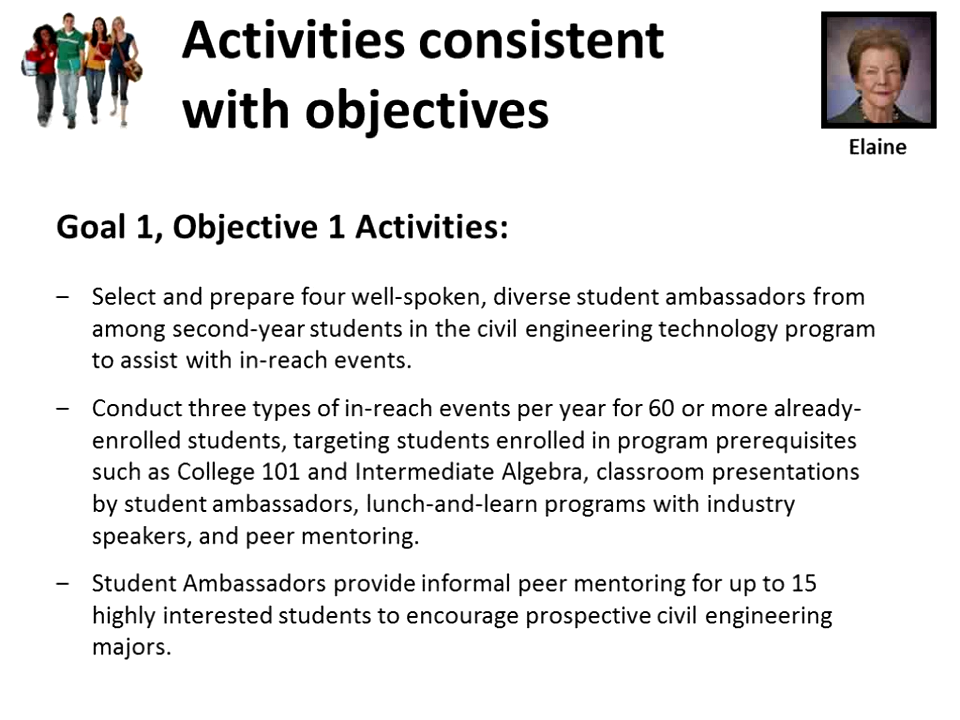 Activities consistent
with objectives
Elaine
Goal 1, Objective 1 Activities:
– Select and prepare four well-spoken, diverse student ambassadors from
among second-year students in the civil engineering technology program
to assist with in-reach events.
– Conduct three types of in-reach events per year for 60 or more already-
enrolled students, targeting students enrolled in program prerequisites
such as College 101 and Intermediate Algebra, classroom presentations
by student ambassadors, lunch-and-learn programs with industry
speakers, and peer mentoring.
– Student Ambassadors provide informal peer mentoring for up to 15
highly interested students to encourage prospective civil engineering
majors.